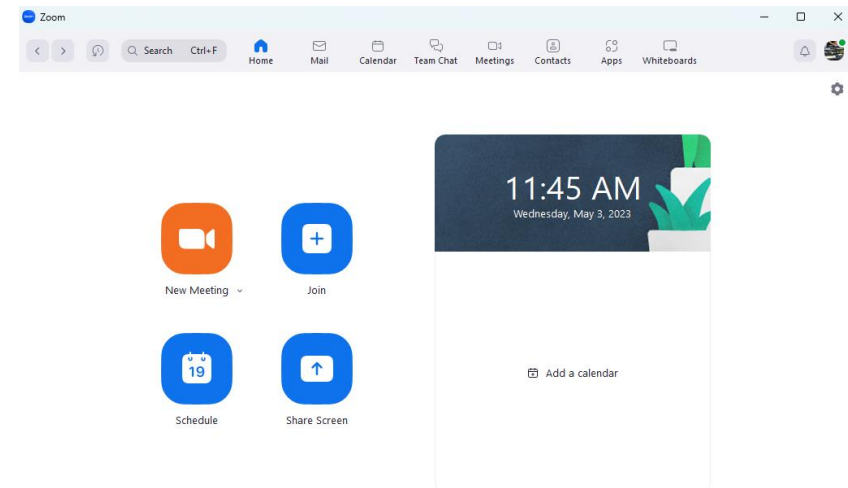 Zoom
Search Ctrl+F
Home
Mail
Calendar
Team Chat
Meetings
Contacts
Apps
Whiteboards
11:45 AM
Wednesday, May 3, 2023
New Meeting
Join
19
Schedule
Share Screen
Add a calendar